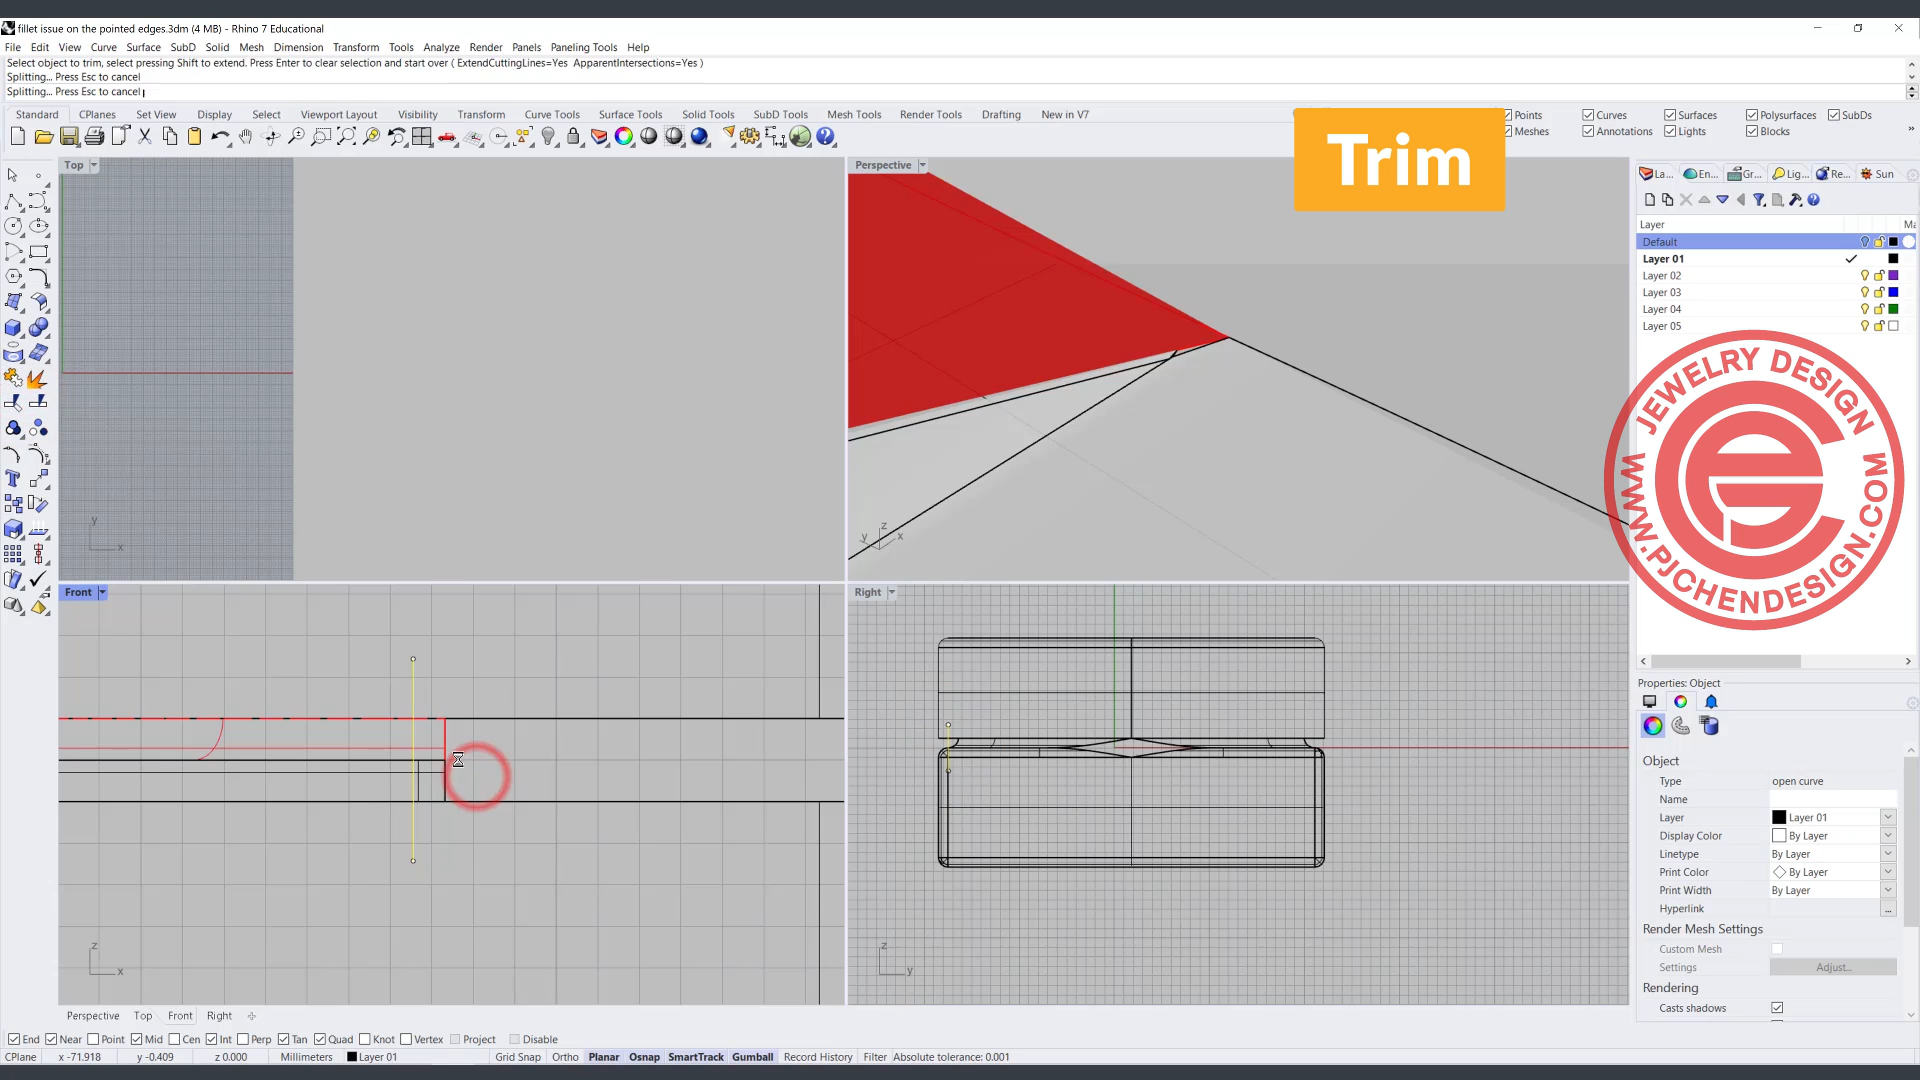 fillet issue on the pointed edges.3dm (4 MB) - Rhino 7 Educational
File Edit View Curve Surface SubD Solid Mesh Dimension Transform Tools Analyze Render Panels Paneling Tools Help
Select object to trim, select pressing Shift to extend. Press Enter to clear selection and start over ( ExtendCuttingLines=Yes ApparentIntersections=Yes )
Splitting... Press Esc to cancel
Splitting... Press Esc to cancel
Standard CPlanes Set View Display Select Viewport Layout Visibility Transform Curve Tools Surface Tools Solid Tools SubD Tools Mesh Tools Render Tools Drafting New in V7
Trim
Points Curves Surfaces Polysurfaces SubDs
Meshes Annotations Lights Blocks
Top
Perspective
La... En... Gr... Lig... Re... Sun
Layer
Default
Layer 01
Layer 02
Layer 03
Layer 04
Layer 05
JEWELRY DESIGN
WWW.PJCHENDESIGN.COM
y
x
z
y
x
Front
Right
z
x
z
y
Properties: Object
Object
Type open curve
Name
Layer Layer 01
Display Color By Layer
Linetype By Layer
Print Color By Layer
Print Width By Layer
Hyperlink ...
Render Mesh Settings
Custom Mesh
Settings Adjust...
Rendering
Casts shadows
Perspective Top Front Right
End Near Point Mid Cen Int Perp Tan Quad Knot Vertex Project Disable
CPlane x -71.918 y -0.409 z 0.000 Millimeters Layer 01 Grid Snap Ortho Planar Osnap SmartTrack Gumball Record History Filter Absolute tolerance: 0.001